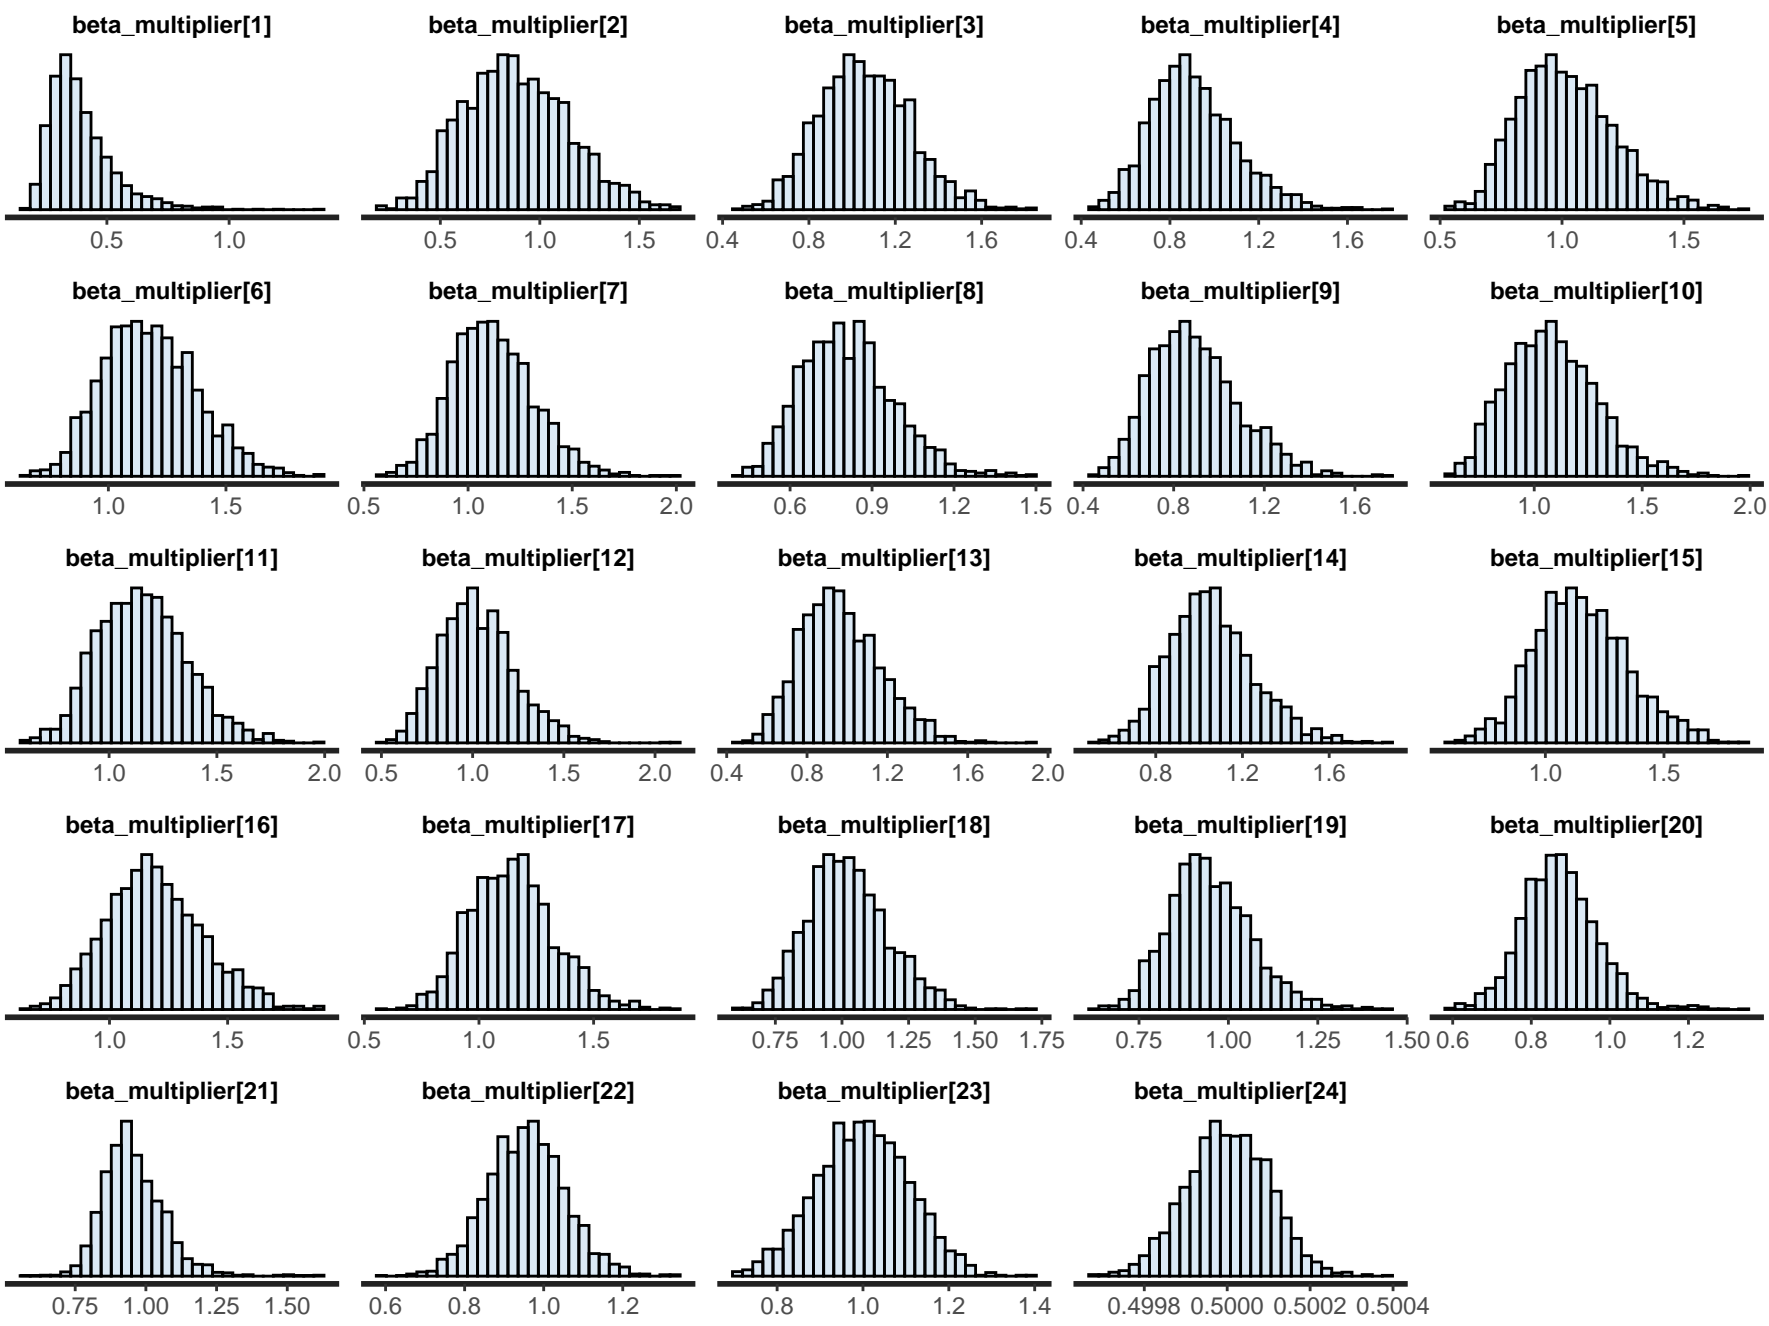 beta_multiplier[1] beta_multiplier[2] beta_multiplier[3] beta_multiplier[4] beta_multiplier[5]
0.5 1.0 0.5 1.0 1.5 0.4 0.8 1.2 1.6 0.4 0.8 1.2 1.6 0.5 1.0 1.5
beta_multiplier[6] beta_multiplier[7] beta_multiplier[8] beta_multiplier[9] beta_multiplier[10]
1.0 1.5 0.5 1.0 1.5 2.0 0.6 0.9 1.2 1.5 0.4 0.8 1.2 1.6 1.0 1.5 2.0
beta_multiplier[11] beta_multiplier[12] beta_multiplier[13] beta_multiplier[14] beta_multiplier[15]
1.0 1.5 2.0 0.5 1.0 1.5 2.0 0.4 0.8 1.2 1.6 2.0 0.8 1.2 1.6 1.0 1.5
beta_multiplier[16] beta_multiplier[17] beta_multiplier[18] beta_multiplier[19] beta_multiplier[20]
1.0 1.5 0.5 1.0 1.5 0.75 1.00 1.25 1.50 1.75 0.75 1.00 1.25 1.50 0.6 0.8 1.0 1.2
beta_multiplier[21] beta_multiplier[22] beta_multiplier[23] beta_multiplier[24]
0.75 1.00 1.25 1.50 0.6 0.8 1.0 1.2 0.8 1.0 1.2 1.4 0.4998 0.5000 0.5002 0.5004